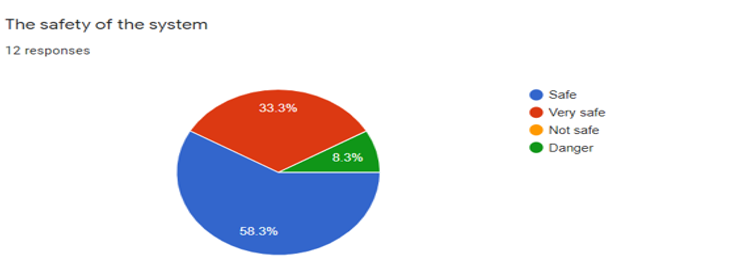 The safety of the system
12 responses
33.3%
8.3%
58.3%
Safe
Very safe
Not safe
Danger